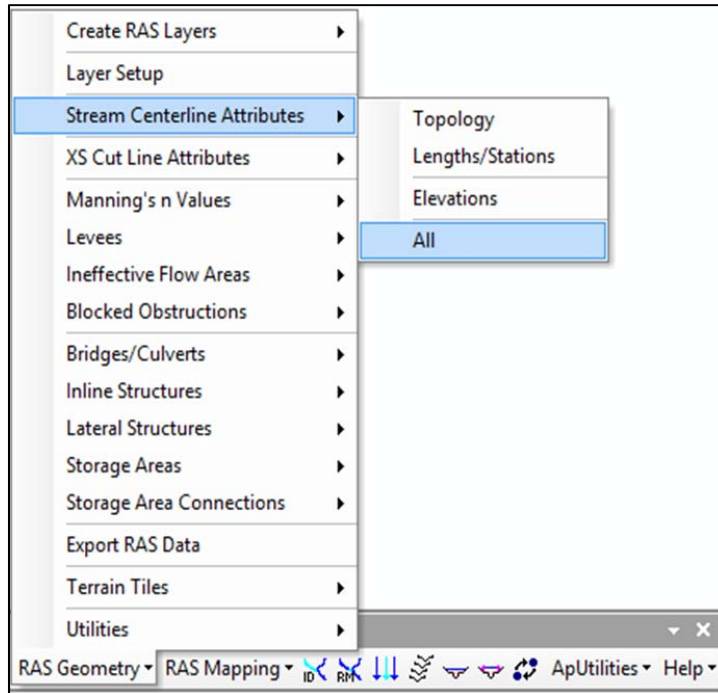 Create RAS Layers
Layer Setup
Stream Centerline Attributes
XS Cut Line Attributes
Manning's n Values
Levees
Ineffective Flow Areas
Blocked Obstructions
Bridges/Culverts
Inline Structures
Lateral Structures
Storage Areas
Storage Area Connections
Export RAS Data
Terrain Tiles
Utilities
Topology
Lengths/Stations
Elevations
All
RAS Geometry RAS Mapping ID RM ApUtilities Help